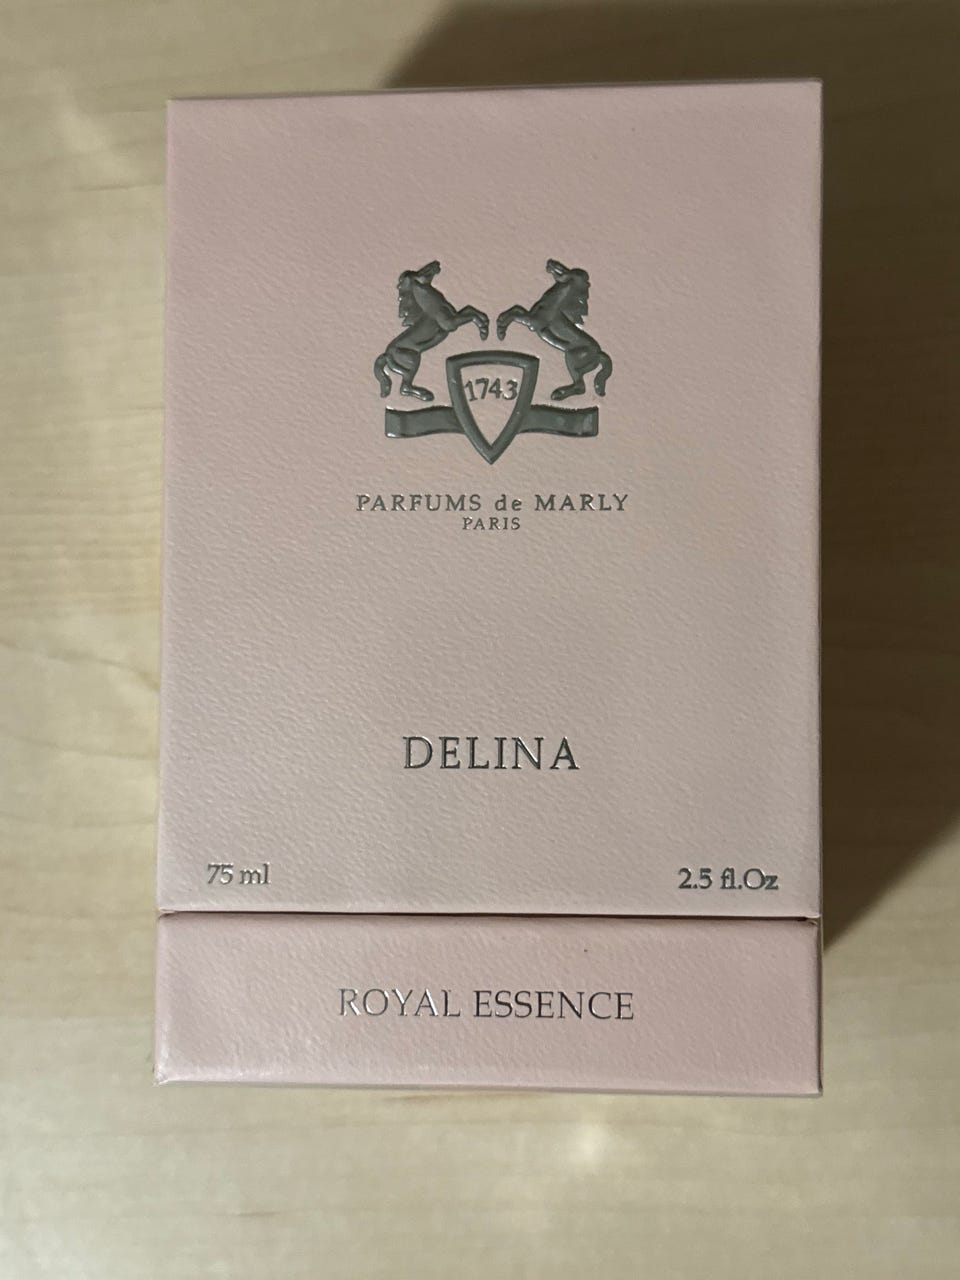 1743
PARFUMS de MARLY
PARIS
DELINA
75 ml 2.5 fl.Oz
ROYAL ESSENCE